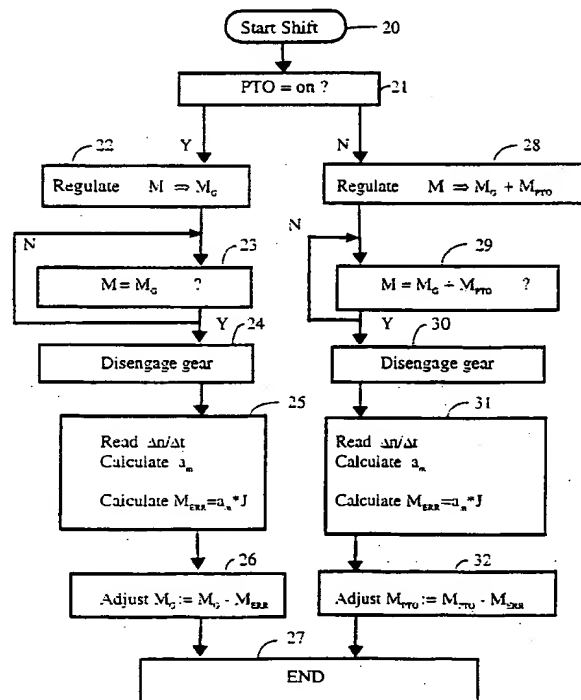 Start Shift
20
PTO = on ?
21
Y
N
22
28
Regulate M ⇒ M_G
Regulate M ⇒ M_G + M_PTO
N
N
23
29
M = M_G ?
M = M_G ÷ M_PTO ?
Y
Y
24
30
Disengage gear
Disengage gear
25
31
Read Δn/Δt
Calculate a_m
Calculate M_ERR=a_m*J
Read Δn/Δt
Calculate a_m
Calculate M_ERR=a_m*J
26
32
Adjust M_G := M_G - M_ERR
Adjust M_PTO := M_PTO - M_ERR
27
END